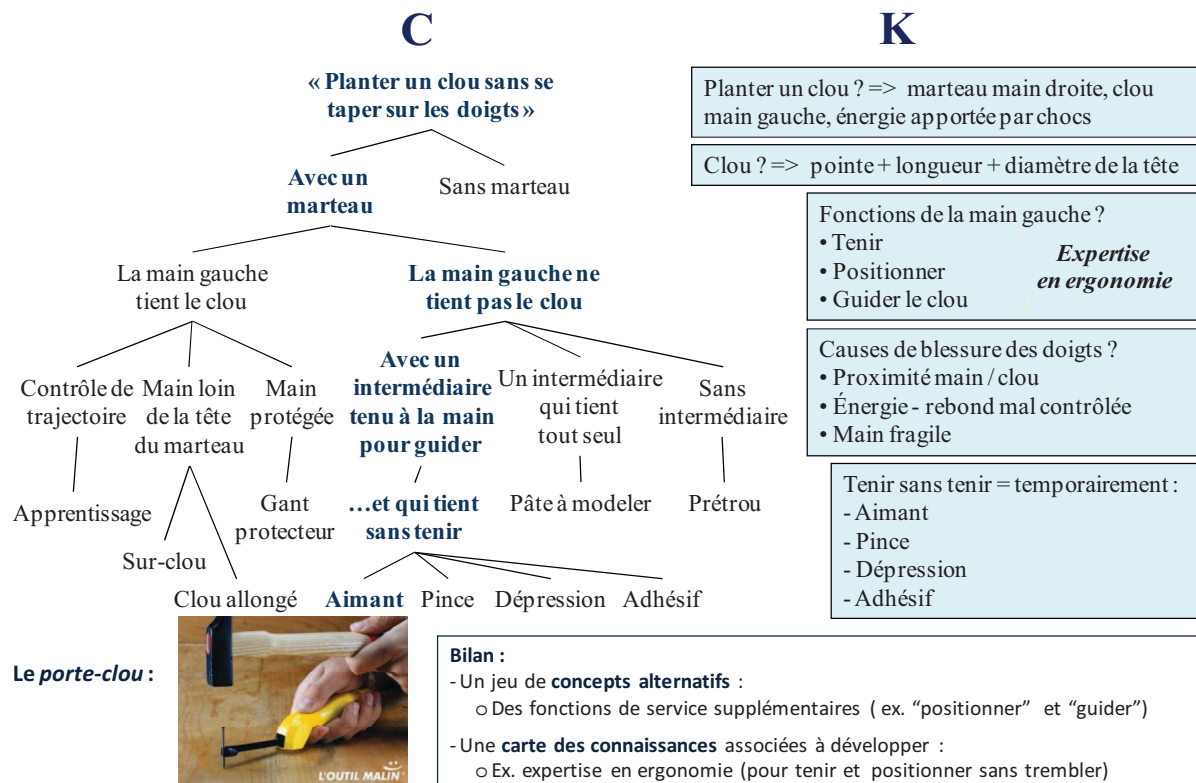 C
K
« Planter un clou sans se
taper sur les doigts »
Avec un
marteau
Sans marteau
La main gauche
tient le clou
La main gauche ne
tient pas le clou
Contrôle de
trajectoire
Main loin
de la tête
du marteau
Main
protégée
Avec un
intermédiaire
tenu à la main
pour guider
Un intermédiaire
qui tient
tout seul
Sans
intermédiaire
Apprentissage
Gant
protecteur
…et qui tient
sans tenir
Pâte à modeler
Prétrou
Sur-clou
Clou allongé
Aimant
Pince
Dépression
Adhésif
Planter un clou ? => marteau main droite, clou
main gauche, énergie apportée par chocs
Clou ? => pointe + longueur + diamètre de la tête
Fonctions de la main gauche ?
• Tenir
• Positionner
• Guider le clou
Expertise
en ergonomie
Causes de blessure des doigts ?
• Proximité main / clou
• Énergie - rebond mal contrôlée
• Main fragile
Tenir sans tenir = temporairement :
- Aimant
- Pince
- Dépression
- Adhésif
Le porte-clou :
L'OUTIL MALIN
Bilan :
- Un jeu de concepts alternatifs :
o Des fonctions de service supplémentaires ( ex. “positionner” et “guider”)
- Une carte des connaissances associées à développer :
o Ex. expertise en ergonomie (pour tenir et positionner sans trembler)